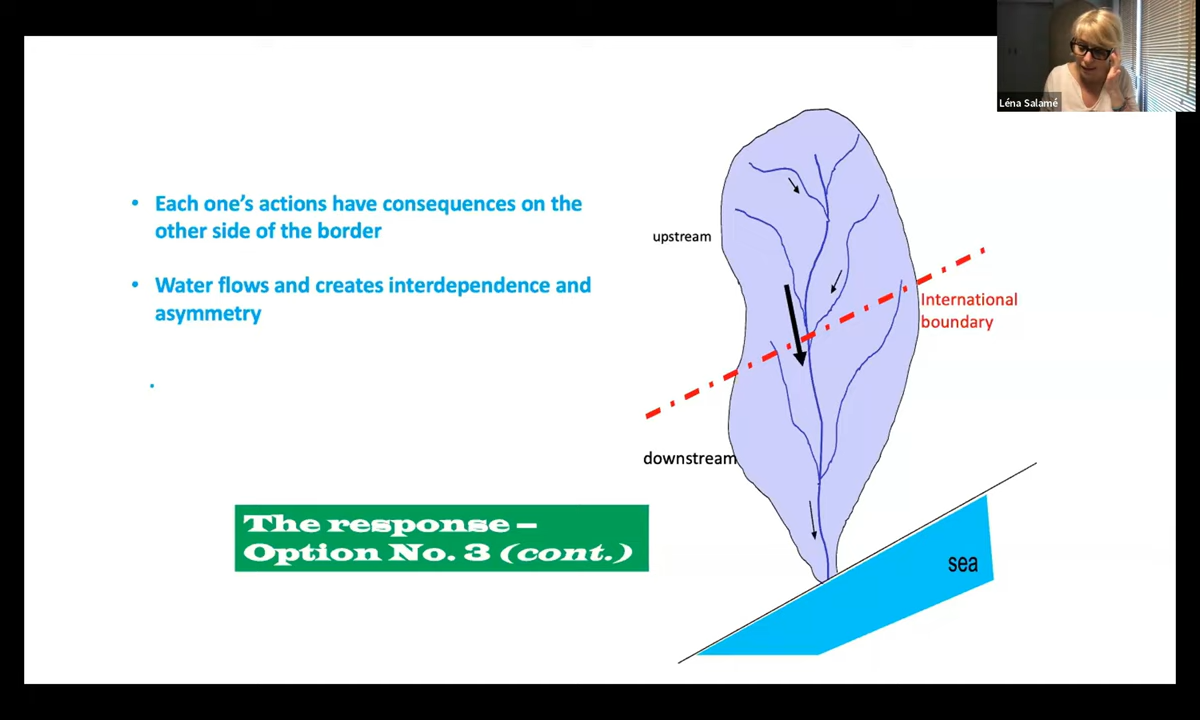 Léna Salamé
• Each one's actions have consequences on the
other side of the border
• Water flows and creates interdependence and
asymmetry
•
upstream
International
boundary
downstream
The response –
Option No. 3 (cont.)
sea